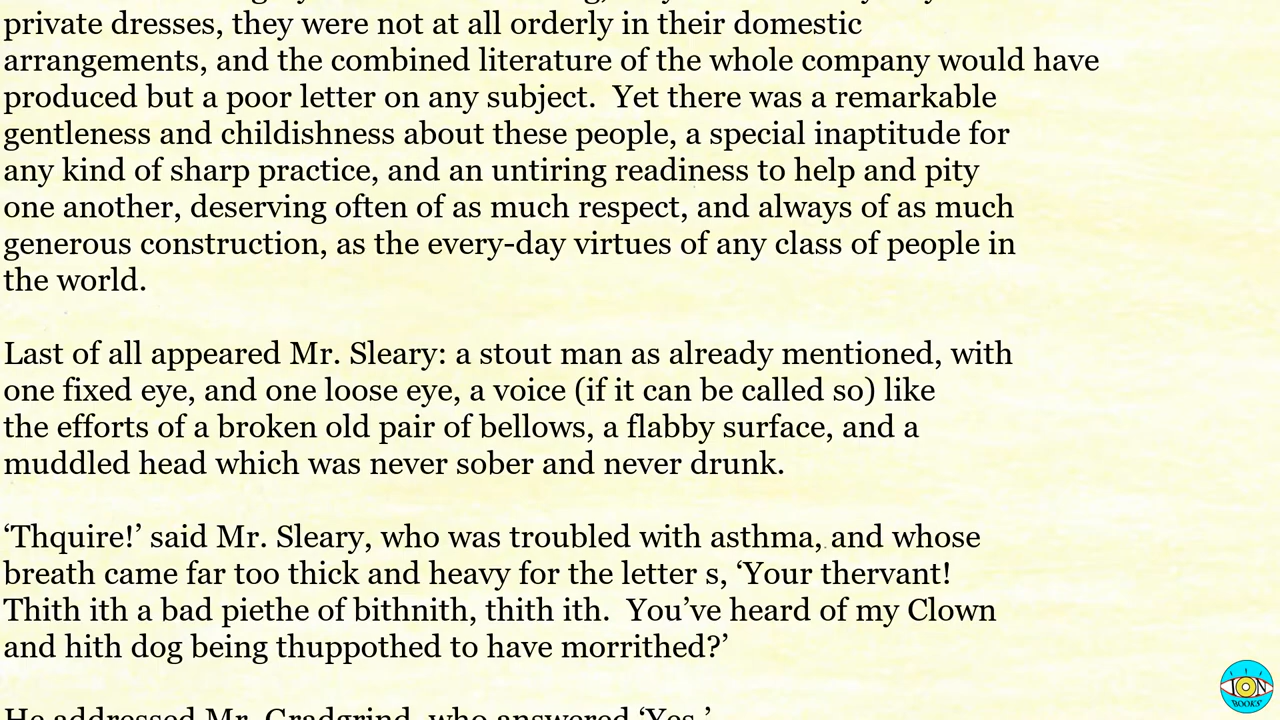 private dresses, they were not at all orderly in their domestic
arrangements, and the combined literature of the whole company would have
produced but a poor letter on any subject.  Yet there was a remarkable
gentleness and childishness about these people, a special inaptitude for
any kind of sharp practice, and an untiring readiness to help and pity
one another, deserving often of as much respect, and always of as much
generous construction, as the every-day virtues of any class of people in
the world.
Last of all appeared Mr. Sleary: a stout man as already mentioned, with
one fixed eye, and one loose eye, a voice (if it can be called so) like
the efforts of a broken old pair of bellows, a flabby surface, and a
muddled head which was never sober and never drunk.
‘Thquire!’ said Mr. Sleary, who was troubled with asthma, and whose
breath came far too thick and heavy for the letter s, ‘Your thervant!
Thith ith a bad piethe of bithnith, thith ith.  You’ve heard of my Clown
and hith dog being thuppothed to have morrithed?’
He addressed Mr. Gradgrind, who answered ‘Yes.’
ION
BOOKS